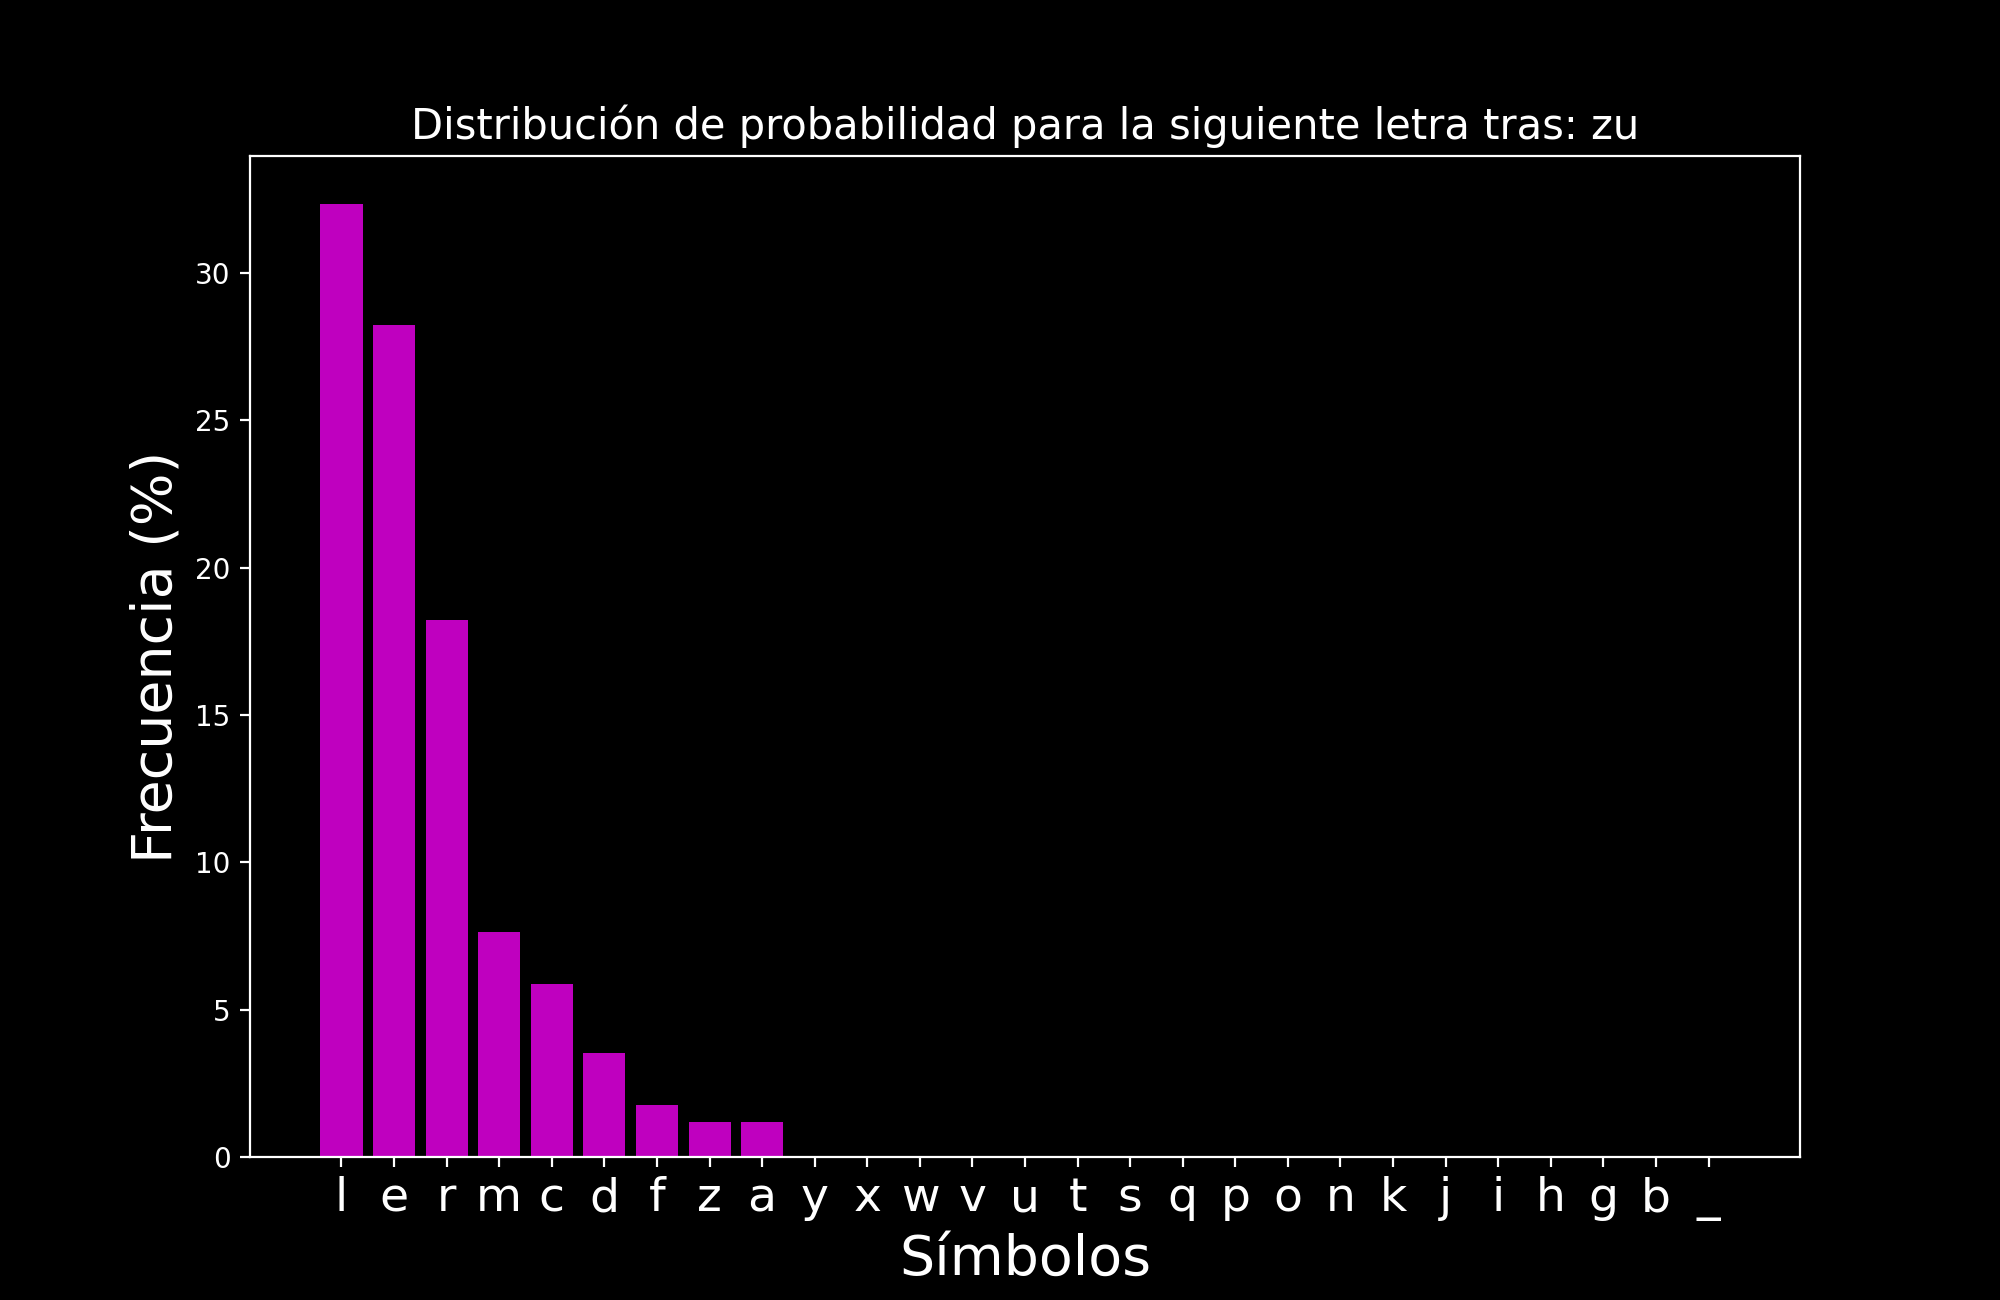 Distribución de probabilidad para la siguiente letra tras: zu
Frecuencia (%)
30
25
20
15
10
5
0
l e r m c d f z a y x w v u t s q p o n k j i h g b _
Símbolos